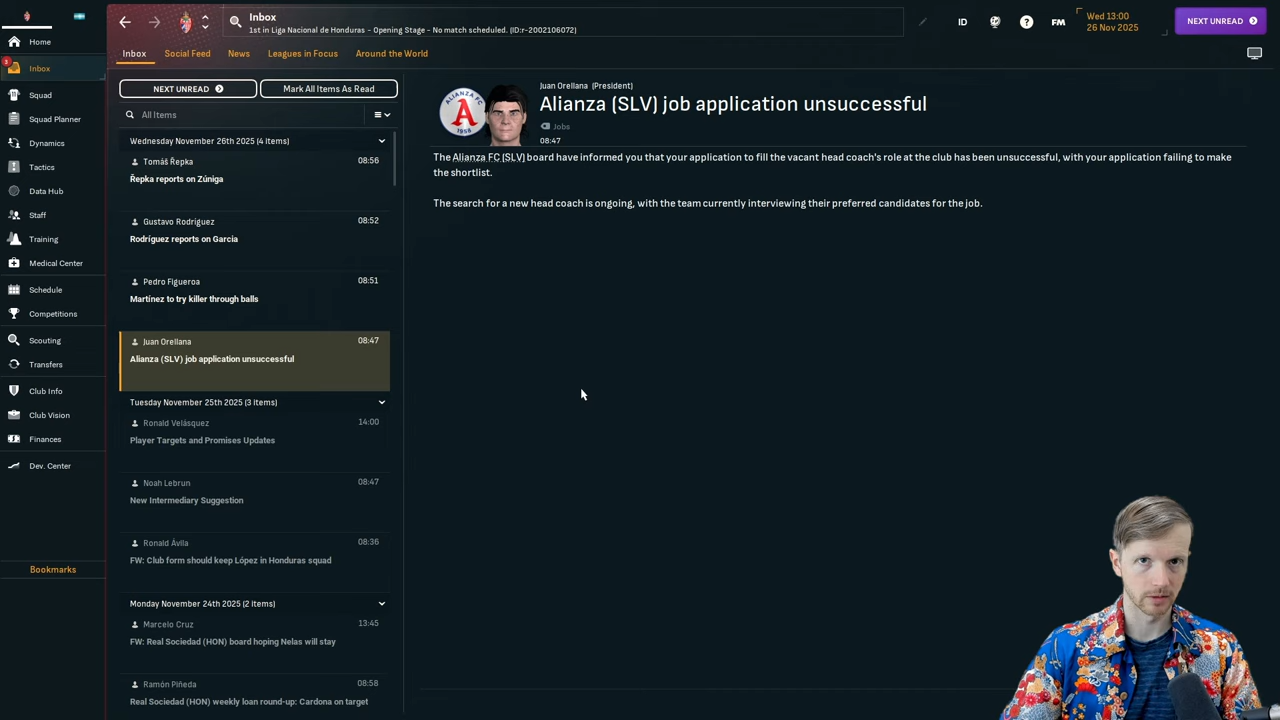 Inbox
1st in Liga Nacional de Honduras - Opening Stage - No match scheduled. (ID:r-2002106072)
ID
FM
Wed 13:00
26 Nov 2025
NEXT UNREAD
Home
3
Inbox
Squad
Squad Planner
Dynamics
Tactics
Data Hub
Staff
Training
Medical Center
Schedule
Competitions
Scouting
Transfers
Club Info
Club Vision
Finances
Dev. Center
Bookmarks
Inbox
Social Feed
News
Leagues in Focus
Around the World
NEXT UNREAD
Mark All Items As Read
All Items
Wednesday November 26th 2025 (4 Items)
Tomáš Řepka
08:56
Řepka reports on Zúniga
Gustavo Rodríguez
08:52
Rodríguez reports on Garcia
Pedro Figueroa
08:51
Martínez to try killer through balls
Juan Orellana
08:47
Alianza (SLV) job application unsuccessful
Tuesday November 25th 2025 (3 Items)
Ronald Velásquez
14:00
Player Targets and Promises Updates
Noah Lebrun
08:47
New Intermediary Suggestion
Ronald Ávila
08:36
FW: Club form should keep López in Honduras squad
Monday November 24th 2025 (2 Items)
Marcelo Cruz
13:45
FW: Real Sociedad (HON) board hoping Nelas will stay
Ramón Piñeda
08:58
Real Sociedad (HON) weekly loan round-up: Cardona on target
ALIANZA F.C.
A
1958
Juan Orellana (President)
Alianza (SLV) job application unsuccessful
Jobs
08:47
The Alianza FC (SLV) board have informed you that your application to fill the vacant head coach's role at the club has been unsuccessful, with your application failing to make
the shortlist.
The search for a new head coach is ongoing, with the team currently interviewing their preferred candidates for the job.